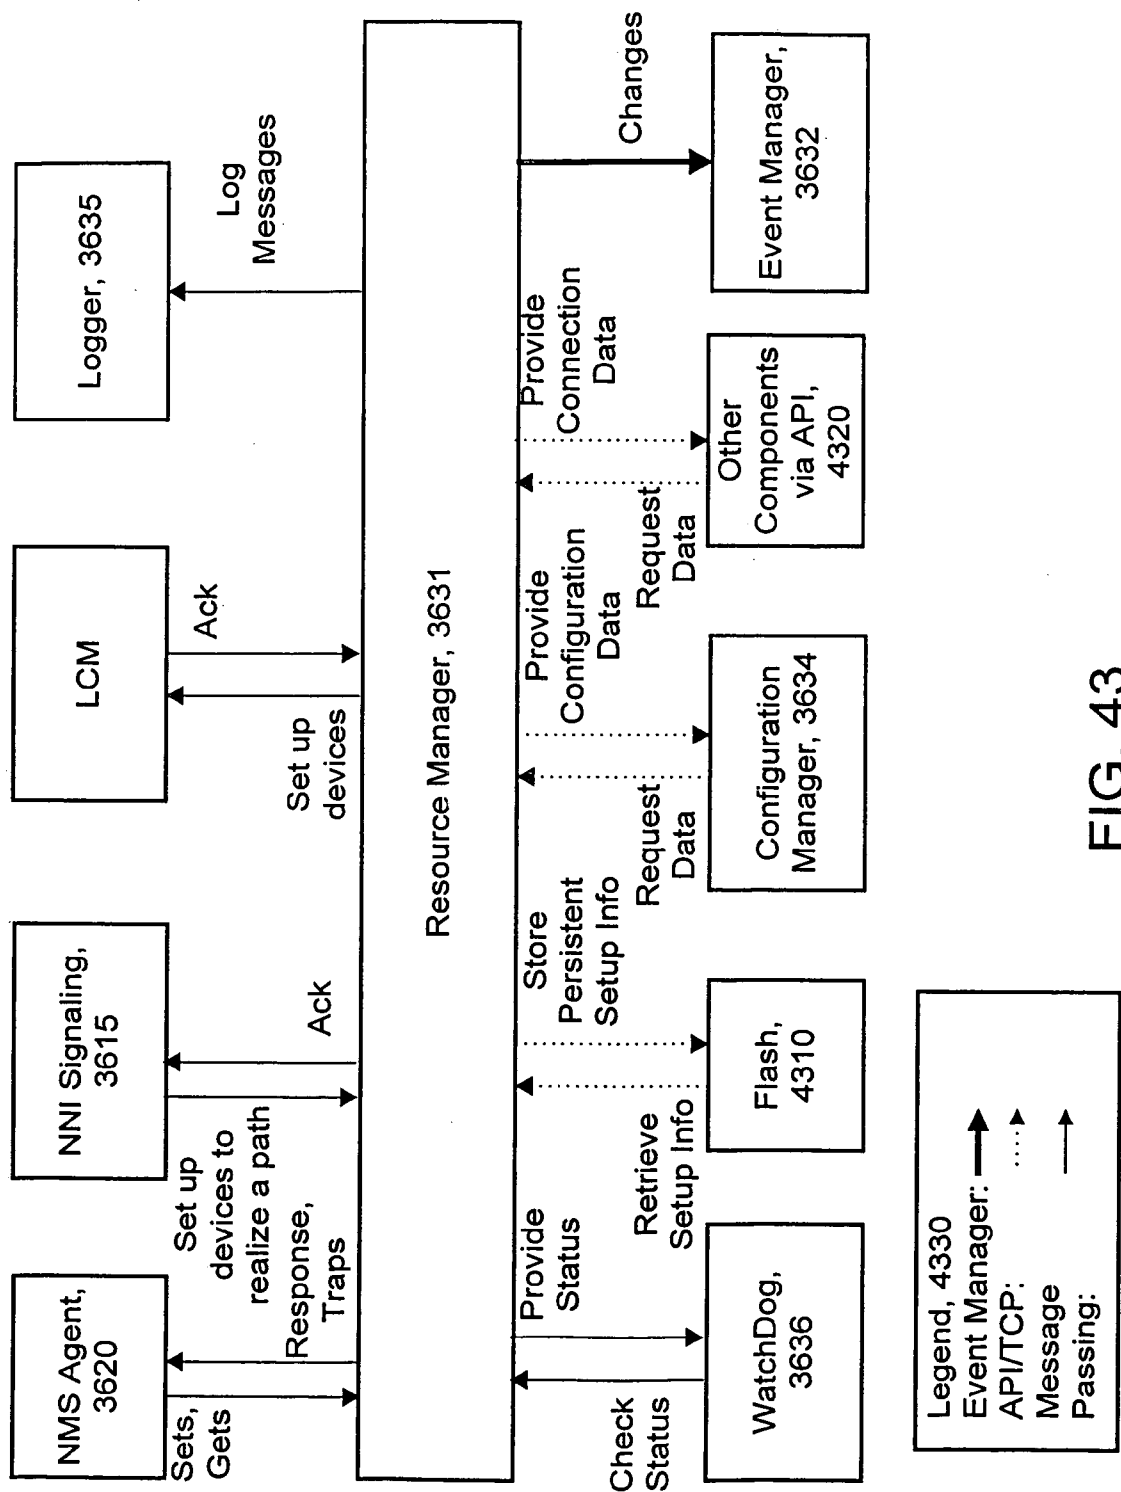 NMS Agent,
3620
NNI Signaling,
3615
LCM
Logger, 3635
Sets,
Gets
Response,
Traps
Set up
devices to
realize a path
Ack
Set up
devices
Ack
Log
Messages
Resource Manager, 3631
Check
Status
Provide
Status
Retrieve
Setup Info
Store
Persistent
Setup Info
Request
Data
Provide
Configuration
Data
Request
Data
Provide
Connection
Data
Changes
WatchDog,
3636
Flash,
4310
Configuration
Manager, 3634
Other
Components
via API,
4320
Event Manager,
3632
Legend, 4330
Event Manager:
API/TCP:
Message
Passing:
FIG. 43